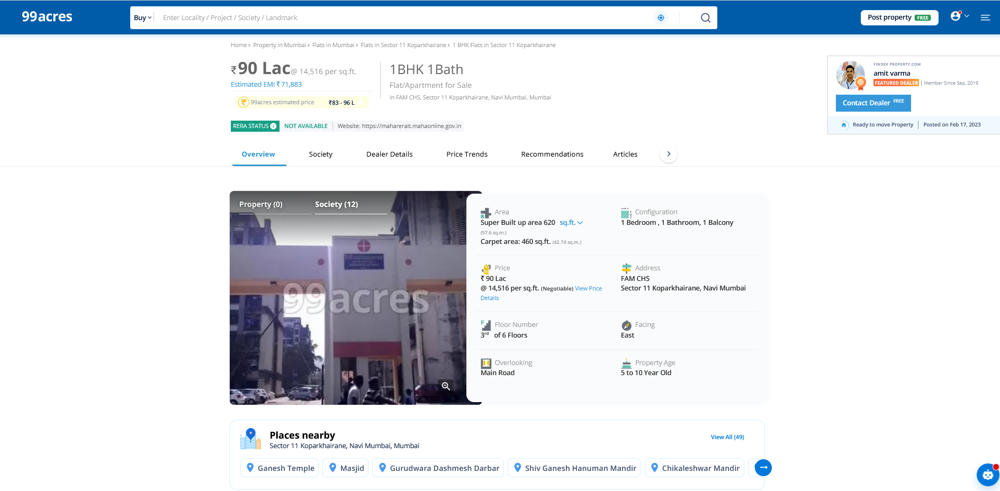 99acres
Buy
Enter Locality / Project / Society / Landmark
Post property FREE
Home › Property in Mumbai › Flats in Mumbai › Flats in Sector 11 Koparkhairane › 1 BHK Flats in Sector 11 Koparkhairane
₹90 Lac@ 14,516 per sq.ft.
Estimated EMI ₹ 71,883
99acres estimated price ₹83 - 96 L
1BHK 1Bath
Flat/Apartment for Sale
in FAM CHS, Sector 11 Koparkhairane, Navi Mumbai, Mumbai
FINDEX PROPERTY.COM
amit varma
FEATURED DEALER | Member Since Sep, 2019
Contact Dealer FREE
Ready to move Property | Posted on Feb 17, 2023
RERA STATUS NOT AVAILABLE | Website: https://maharerait.mahaonline.gov.in
Overview Society Dealer Details Price Trends Recommendations Articles
Property (0) Society (12)
99acres
Area
Super Built up area 620 sq.ft.
(57.6 sq.m.)
Carpet area: 460 sq.ft. (42.74 sq.m.)
Configuration
1 Bedroom , 1 Bathroom, 1 Balcony
Price
₹ 90 Lac
@ 14,516 per sq.ft. (Negotiable) View Price
Details
Address
FAM CHS
Sector 11 Koparkhairane, Navi Mumbai
Floor Number
3rd of 6 Floors
Facing
East
Overlooking
Main Road
Property Age
5 to 10 Year Old
Places nearby
Sector 11 Koparkhairane, Navi Mumbai, Mumbai
View All (49)
Ganesh Temple
Masjid
Gurudwara Dashmesh Darbar
Shiv Ganesh Hanuman Mandir
Chikaleshwar Mandir